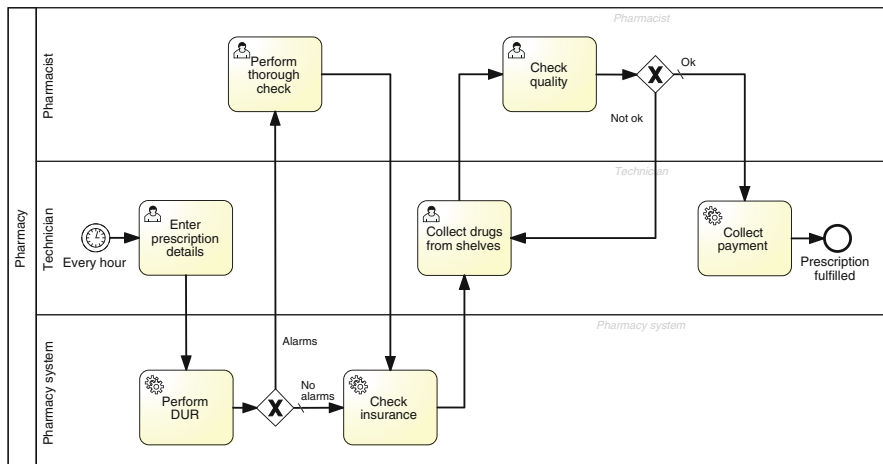 Pharmacy
Pharmacist
Pharmacist
Perform
thorough
check
Check
quality
Ok
Not ok
Technician
Technician
Every hour
Enter
prescription
details
Collect drugs
from shelves
Collect
payment
Prescription
fulfilled
Pharmacy system
Pharmacy system
Perform
DUR
Alarms
No
alarms
Check
insurance